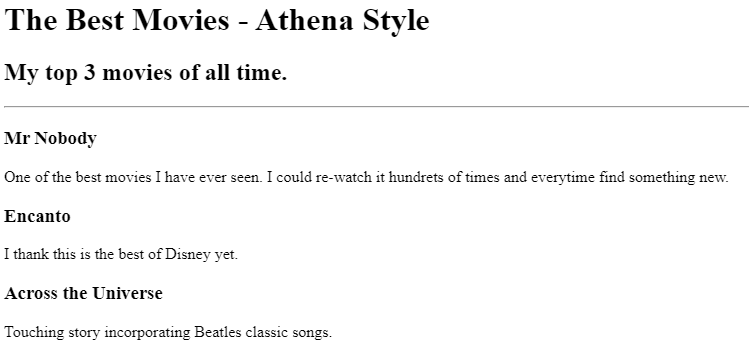 The Best Movies - Athena Style
My top 3 movies of all time.
Mr Nobody
One of the best movies I have ever seen. I could re-watch it hundrets of times and everytime find something new.
Encanto
I thank this is the best of Disney yet.
Across the Universe
Touching story incorporating Beatles classic songs.